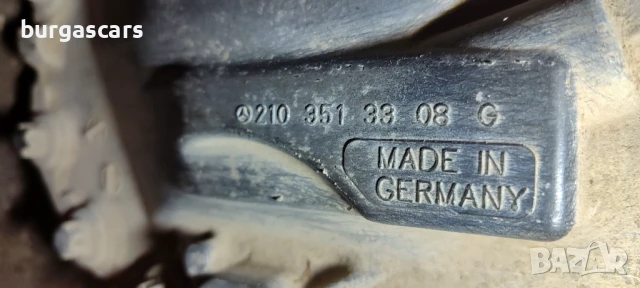 burgascars
210 351 33 08 G
MADE IN
GERMANY
BAZAR